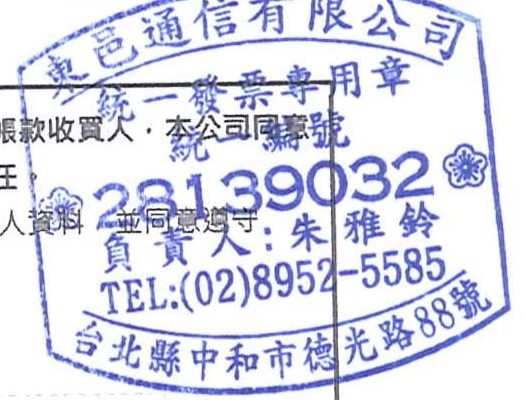 奧邑通信有限公司
統一發票專用章
統一編號
28139032
負責人:朱雅鈴
TEL:(02)8952-5585
台北縣中和市德光路88號
帳款收買人,本公司同意
任。
人資料 並同意遵守